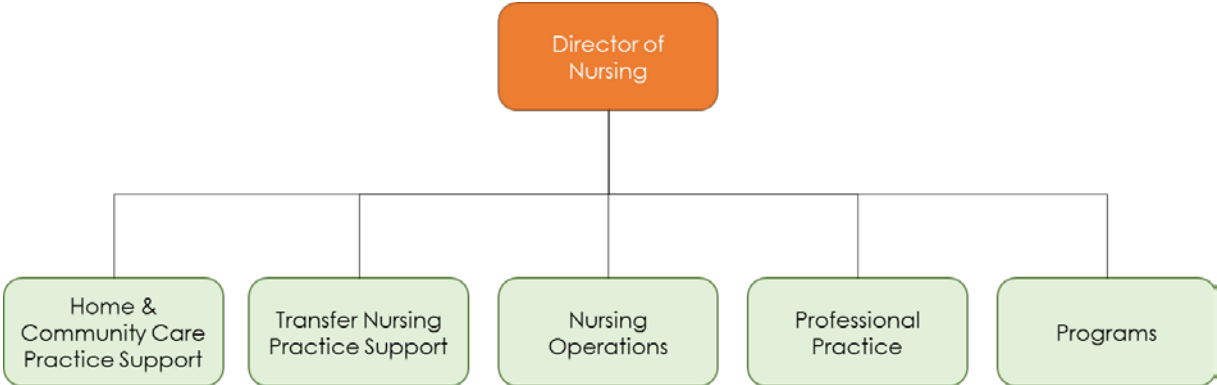 Director of
Nursing
Home &
Community Care
Practice Support
Transfer Nursing
Practice Support
Nursing
Operations
Professional
Practice
Programs